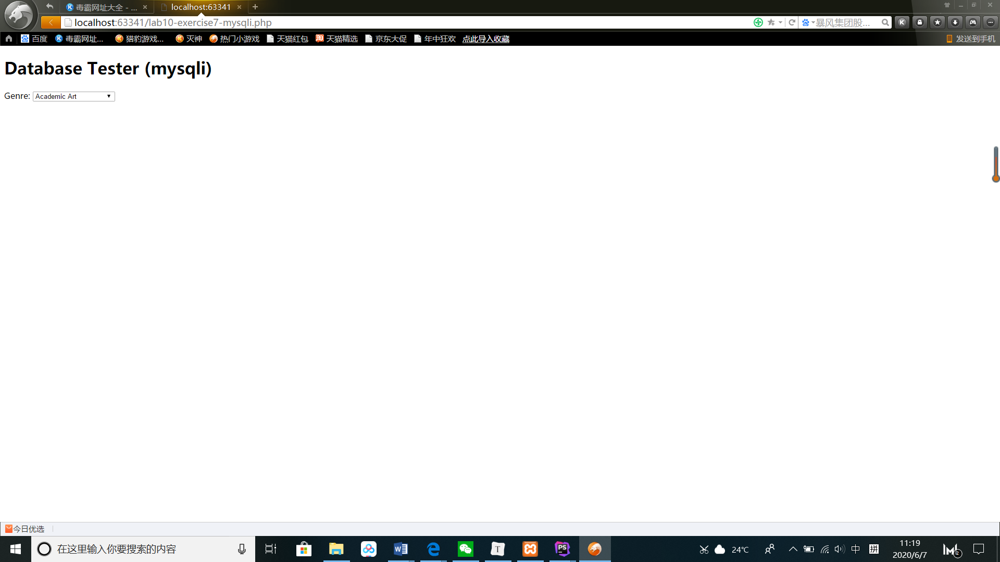 毒霸网址大全 - ...
localhost:63341
localhost:63341/lab10-exercise7-mysqli.php
暴风集团股...
百度
毒霸网址...
猎豹游戏...
灭神
热门小游戏
天猫红包
天猫精选
京东大促
年中狂欢
点此导入收藏
发送到手机
Database Tester (mysqli)
Genre: Academic Art
今日优选
在这里输入你要搜索的内容
24°C
中
拼
11:19
2020/6/7
2